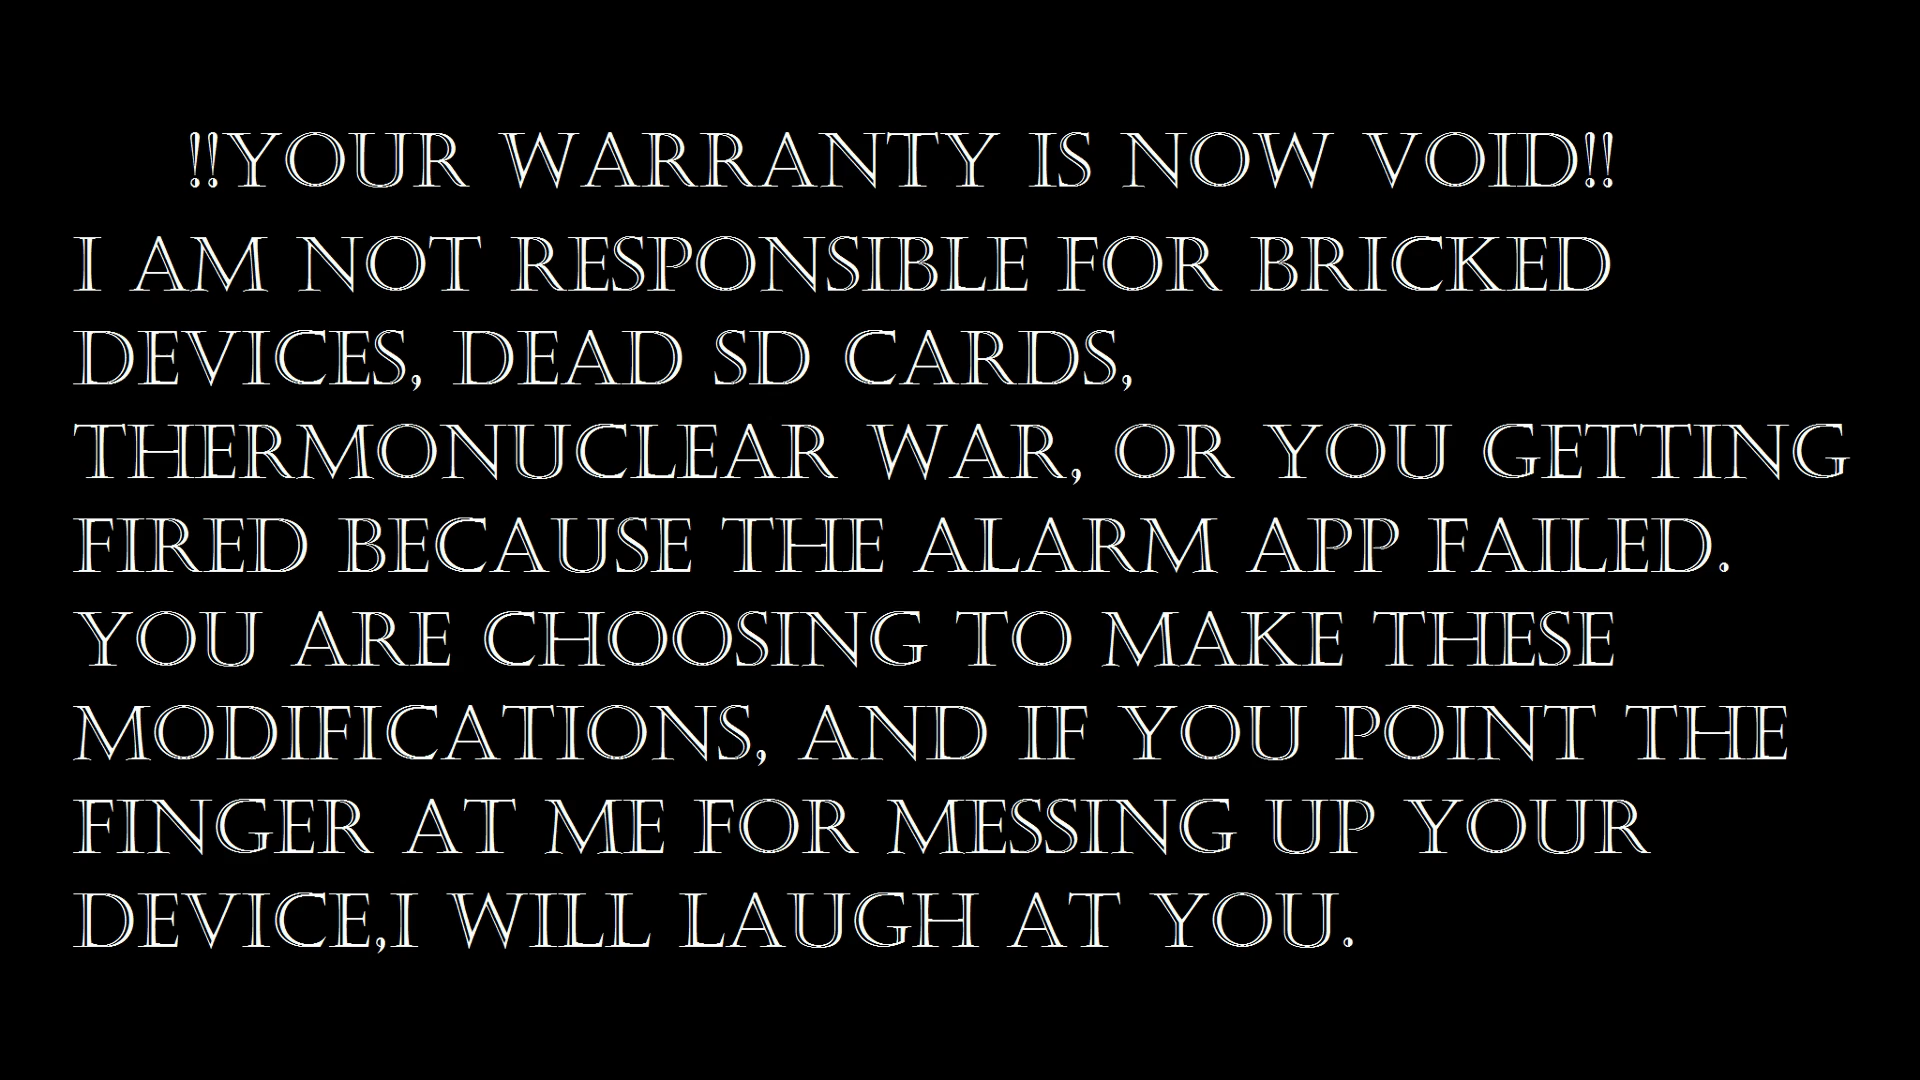 !!YOUR WARRANTY IS NOW VOID!!
I AM NOT RESPONSIBLE FOR BRICKED
DEVICES, DEAD SD CARDS,
THERMONUCLEAR WAR, OR YOU GETTING
FIRED BECAUSE THE ALARM APP FAILED.
YOU ARE CHOOSING TO MAKE THESE
MODIFICATIONS, AND IF YOU POINT THE
FINGER AT ME FOR MESSING UP YOUR
DEVICE,I WILL LAUGH AT YOU.